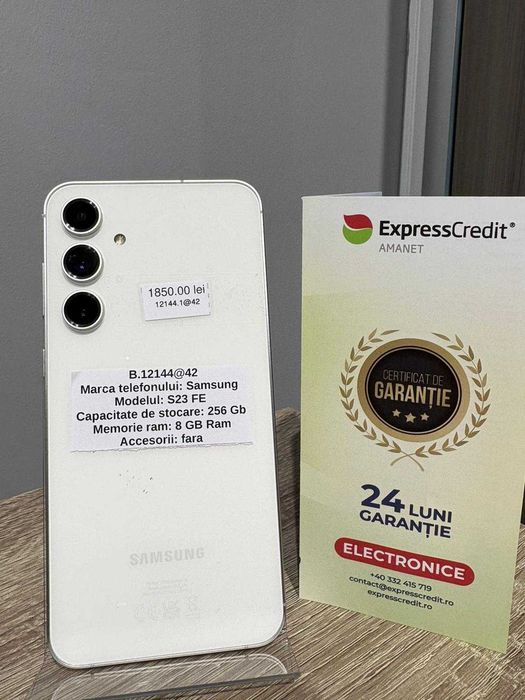 1850.00 lei
12144.1@42
B.12144@42
Marca telefonului: Samsung
Modelul: S23 FE
Capacitate de stocare: 256 Gb
Memorie ram: 8 GB Ram
Accesorii: fara
SAMSUNG
ExpressCredit®
AMANET
CERTIFICAT DE
GARANȚIE
24 LUNI
GARANȚIE
ELECTRONICE
+40 332 415 719
contact@expresscredit.ro
expresscredit.ro